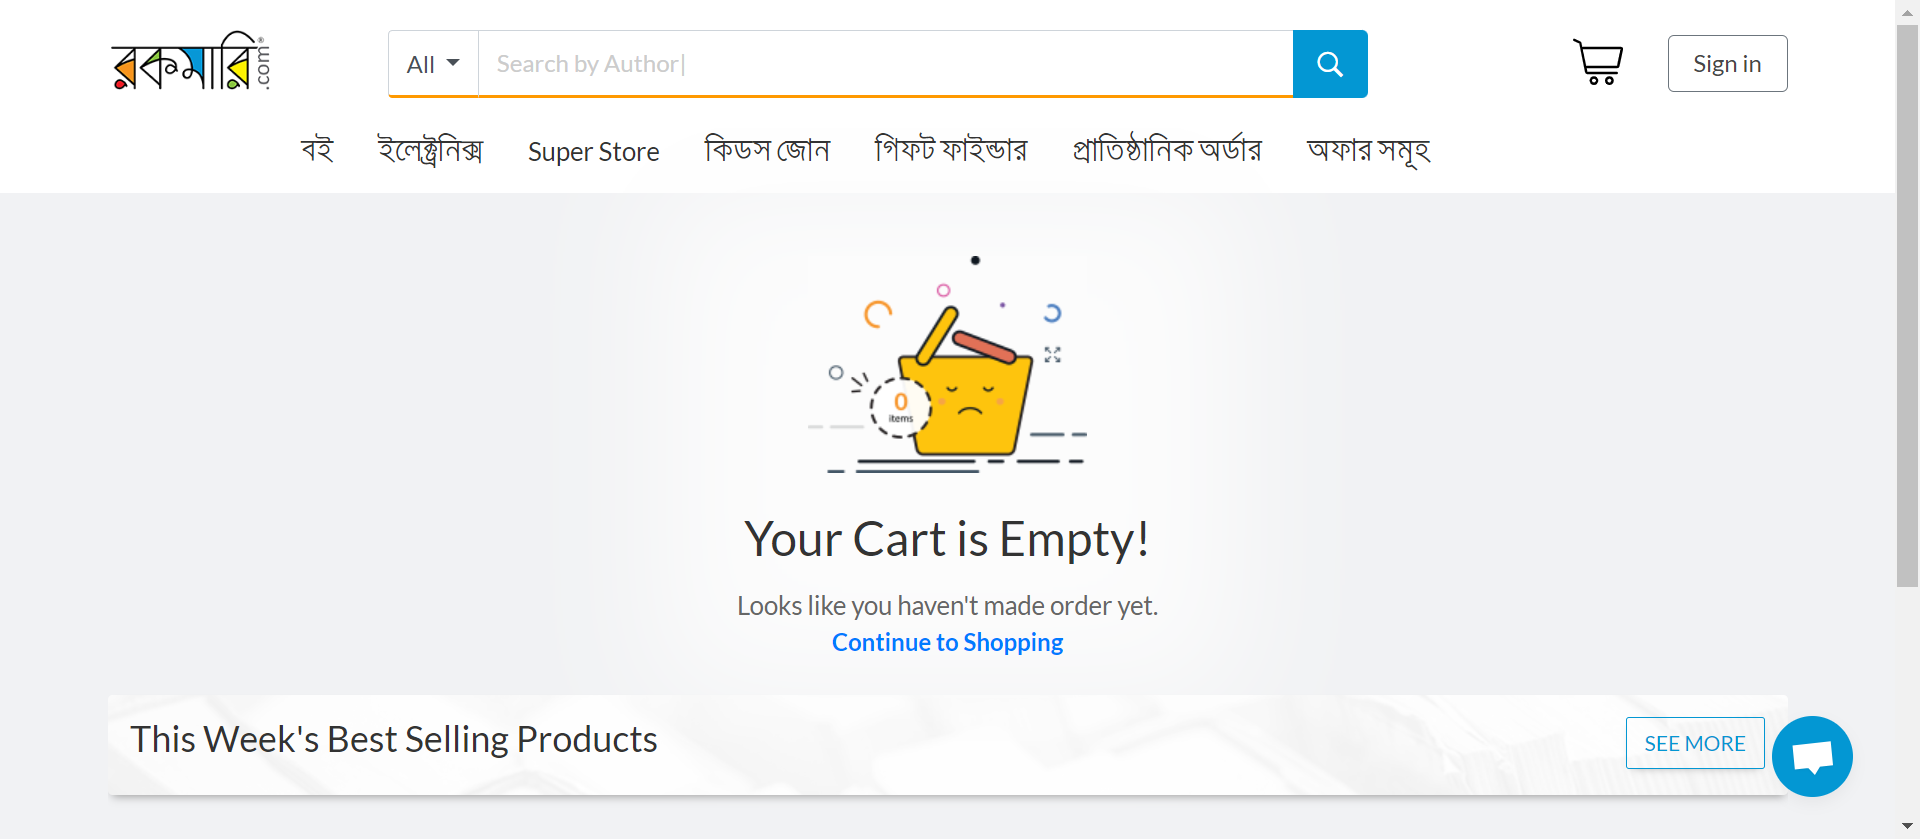 রকমারি.com®
All
Search by Author|
Sign in
বই
ইলেক্ট্রনিক্স
Super Store
কিডস জোন
গিফট ফাইন্ডার
প্রাতিষ্ঠানিক অর্ডার
অফার সমূহ
0
items
Your Cart is Empty!
Looks like you haven't made order yet.
Continue to Shopping
This Week's Best Selling Products
SEE MORE